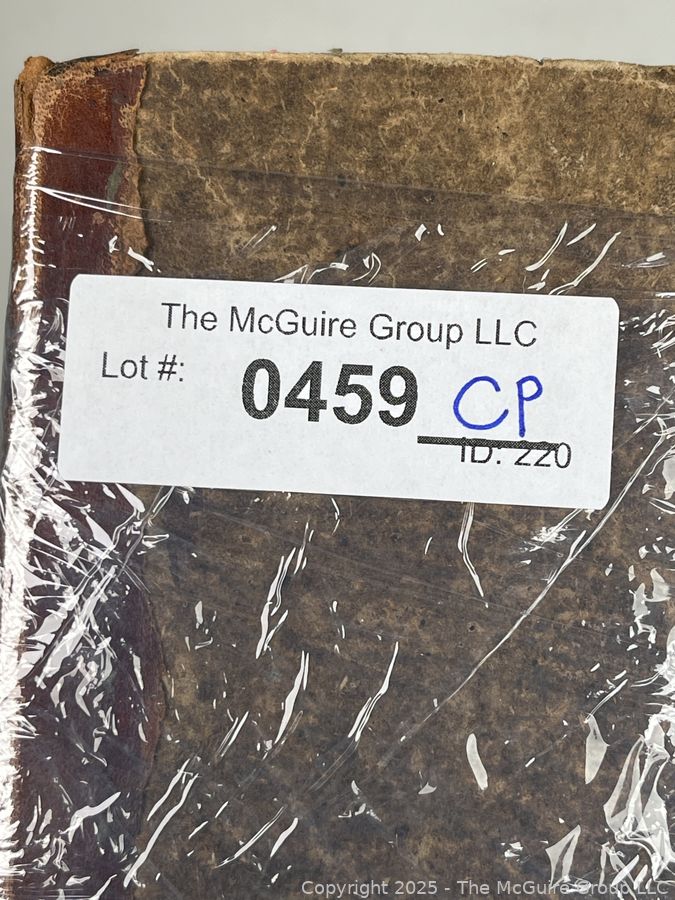 The McGuire Group LLC
Lot #: 0459 CP
ID: 220
Copyright 2025 - The McGuire Group LLC